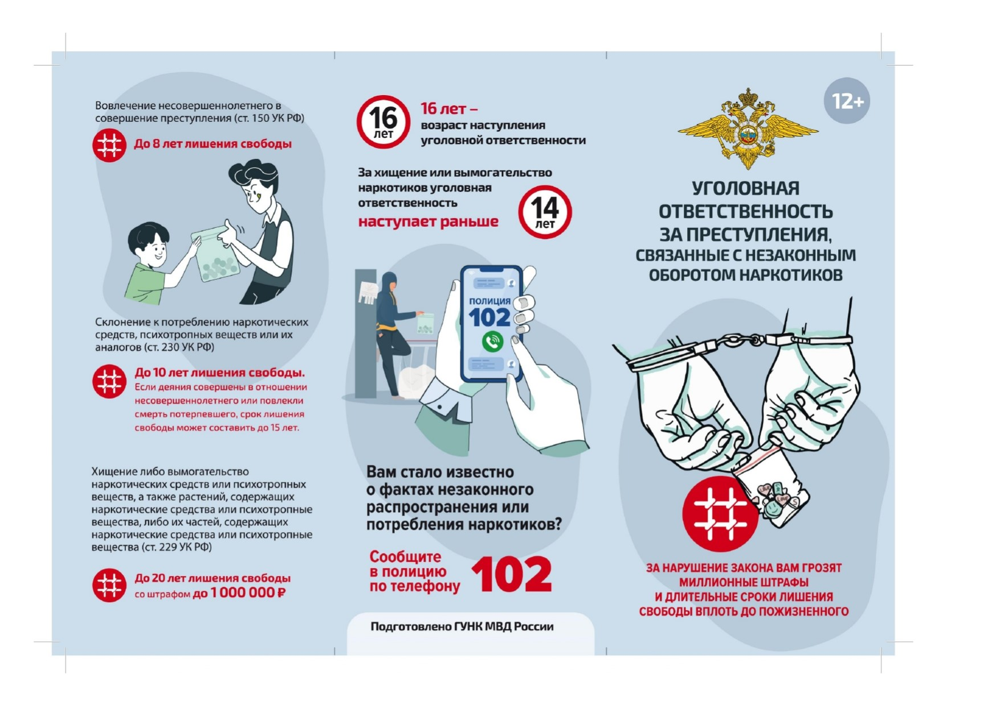 Вовлечение несовершеннолетнего в
совершение преступления (ст. 150 УК РФ)
До 8 лет лишения свободы
Склонение к потреблению наркотических
средств, психотропных веществ или их
аналогов (ст. 230 УК РФ)
До 10 лет лишения свободы.
Если деяния совершены в отношении
несовершеннолетнего или повлекли
смерть потерпевшего, срок лишения
свободы может составить до 15 лет.
Хищение либо вымогательство
наркотических средств или психотропных
веществ, а также растений, содержащих
наркотические средства или психотропные
вещества, либо их частей, содержащих
наркотические средства или психотропные
вещества (ст. 229 УК РФ)
До 20 лет лишения свободы
со штрафом до 1 000 000 ₽
16
лет
16 лет –
возраст наступления
уголовной ответственности
За хищение или вымогательство
наркотиков уголовная
ответственность
наступает раньше
14
лет
ПОЛИЦИЯ
102
Вам стало известно
о фактах незаконного
распространения или
потребления наркотиков?
Сообщите
в полицию
по телефону
102
Подготовлено ГУНК МВД России
12+
УГОЛОВНАЯ
ОТВЕТСТВЕННОСТЬ
ЗА ПРЕСТУПЛЕНИЯ,
СВЯЗАННЫЕ С НЕЗАКОННЫМ
ОБОРОТОМ НАРКОТИКОВ
ЗА НАРУШЕНИЕ ЗАКОНА ВАМ ГРОЗЯТ
МИЛЛИОННЫЕ ШТРАФЫ
И ДЛИТЕЛЬНЫЕ СРОКИ ЛИШЕНИЯ
СВОБОДЫ ВПЛОТЬ ДО ПОЖИЗНЕННОГО